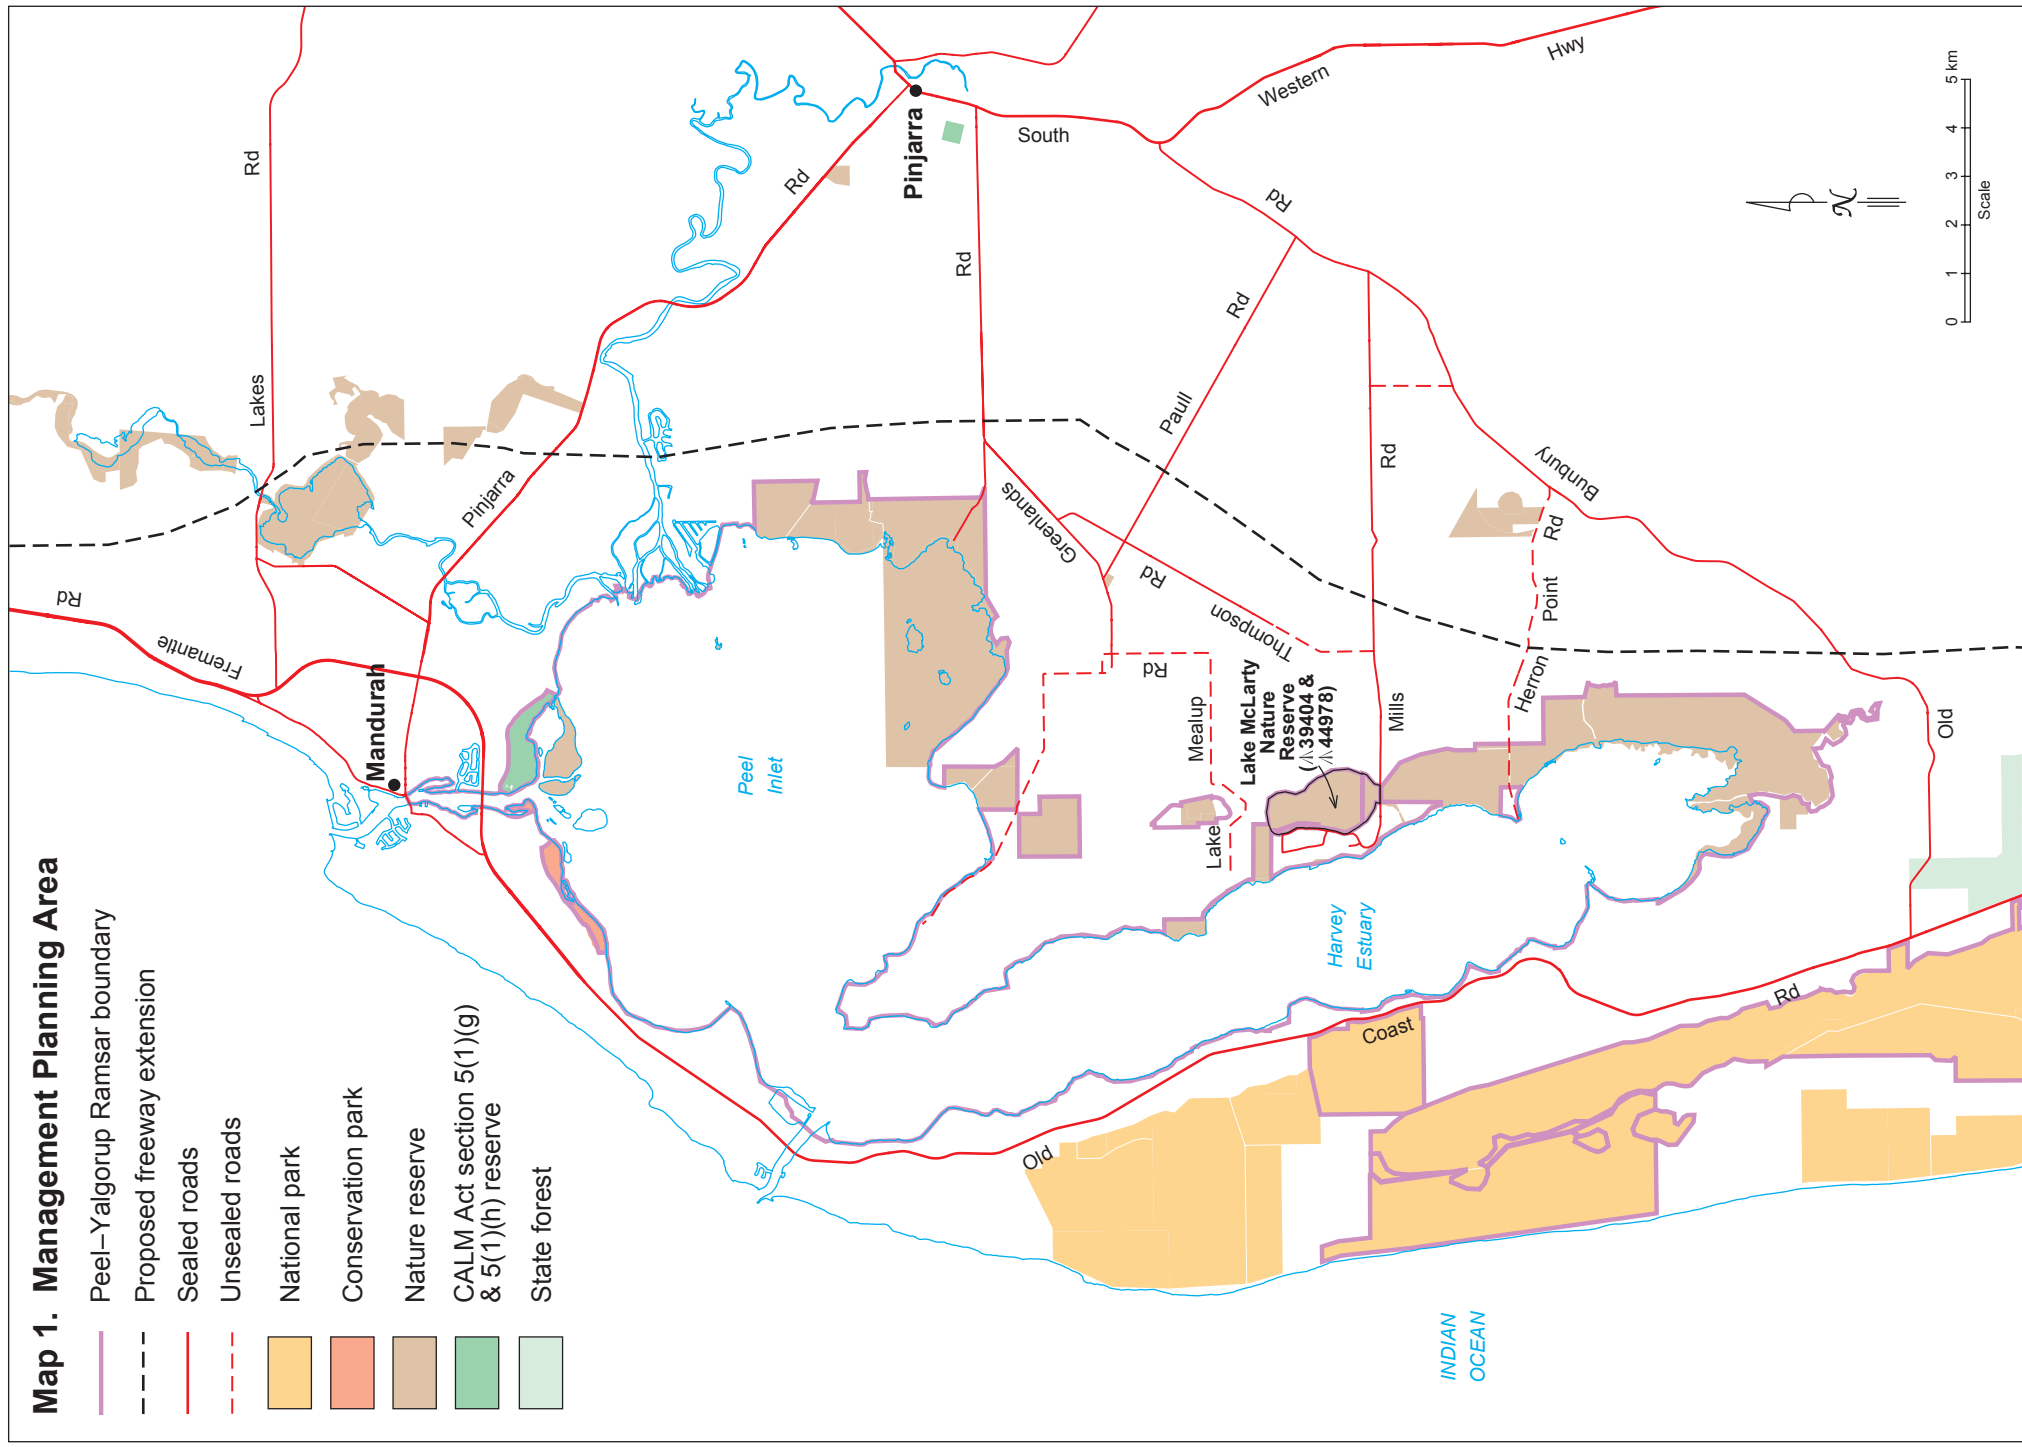 Map 1. Management Planning Area
Peel–Yalgorup Ramsar boundary
Proposed freeway extension
Sealed roads
Unsealed roads
National park
Conservation park
Nature reserve
CALM Act section 5(1)(g)
& 5(1)(h) reserve
State forest
INDIAN
OCEAN
Mandurah
Fremantle
Rd
Lakes
Rd
Pinjarra
Rd
Pinjarra
South
Western
Hwy
Peel
Inlet
Greenlands
Rd
Paull
Rd
Thompson
Rd
Mealup
Rd
Lake
Lake McLarty
Nature
Reserve
39404 &
44978)
Mills
Rd
Herron
Point
Rd
Old
Bunbury
Rd
Harvey
Estuary
Old
Coast
Rd
N
0 1 2 3 4 5 km
Scale